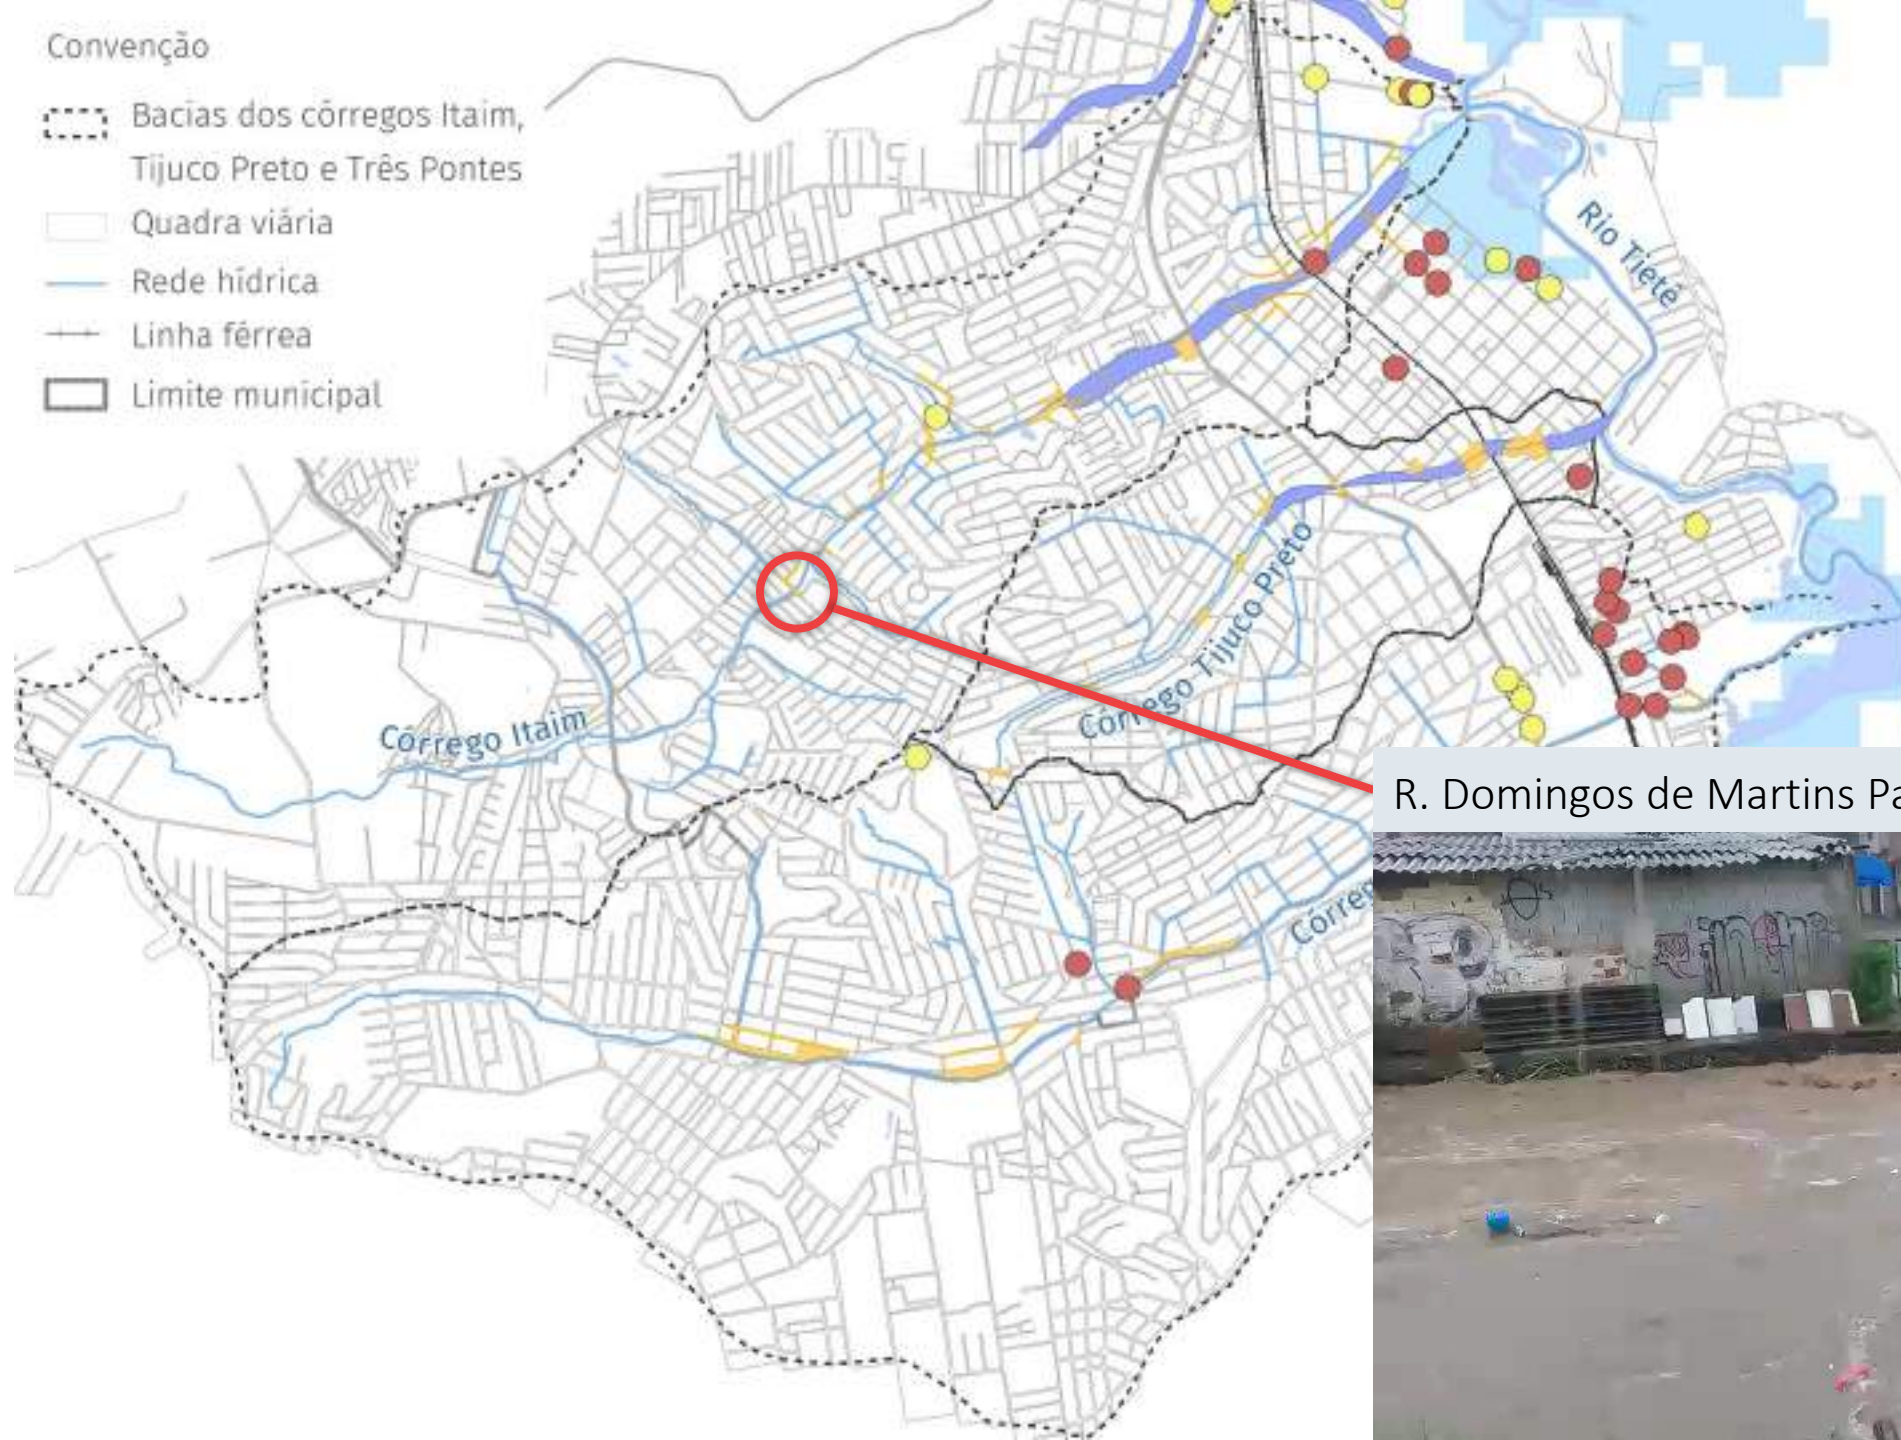 Convenção
Bacias dos córregos Itaim,
Tijuco Preto e Três Pontes
Quadra viária
Rede hídrica
Linha férrea
Limite municipal
Rio Tietê
Córrego Tijuco Preto
Córrego Itaim
R. Domingos de Martins